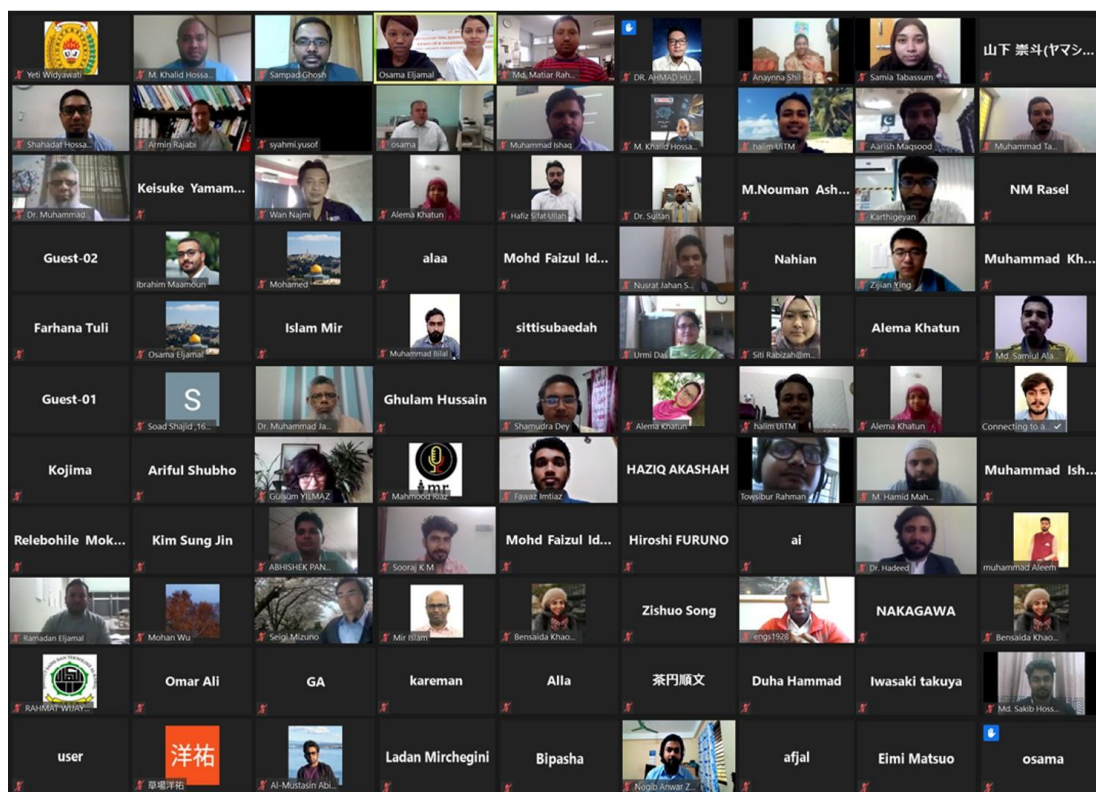 Yeti Widyawati
M. Khalid Hossa...
Sampad Ghosh
Osama Eljamal
Md. Matiar Rah...
DR. AHMAD HU...
Anaynna Shil
Samia Tabassum
山下 崇斗(ヤマシ...
Shahadat Hossa...
Armin Rajabi
syahmi.yusof
osama
Muhammad Ishaq
M. Khalid Hossa...
halim UiTM
Aarish Maqsood
Muhammad Ta...
Dr. Muhammad
Keisuke Yamam...
Wan Najmi
Alema Khatun
Hafiz Sifat Ullah
Dr. Sultan
M.Nouman Ash...
Karthigeyan
NM Rasel
Guest-02
Ibrahim Maamoun
Mohamed
alaa
Mohd Faizul Id...
Nusrat Jahan S...
Nahian
Zijian Ying
Muhammad Kh...
Farhana Tuli
Osama Eljamal
Islam Mir
Muhammad Bilal
sittisubaedah
Urmi Das
Siti Rabizah@m...
Alema Khatun
Md. Samiul Ala...
Guest-01
S
Soad Shajid ,16...
Dr. Muhammad Ja...
Ghulam Hussain
Shamudra Dey
Alema Khatun
halim UiTM
Alema Khatun
Connecting to a...
Kojima
Ariful Shubho
Gülsüm YILMAZ
Mahmood Riaz
Fawaz Imtiaz
HAZIQ AKASHAH
Towsibur Rahman
M. Hamid Mah...
Muhammad Ish...
Relebohile Mok...
Kim Sung Jin
ABHISHEK PAN...
Sooraj K M
Mohd Faizul Id...
Hiroshi FURUNO
ai
Dr. Hadeed
muhammad Aleem
Ramadan Eljamal
Mohan Wu
Seigi Mizuno
Mir Islam
Bensaida Khao...
Zishuo Song
engs1928
NAKAGAWA
Bensaida Khao...
RAHMAT WIJAY...
Omar Ali
GA
kareman
Alla
茶円順文
Duha Hammad
Iwasaki takuya
Md. Sakib Hoss...
user
洋祐
草場洋祐
Al-Mustasin Abi...
Ladan Mirchegini
Bipasha
Nogib Anwar Z...
afjal
Eimi Matsuo
osama